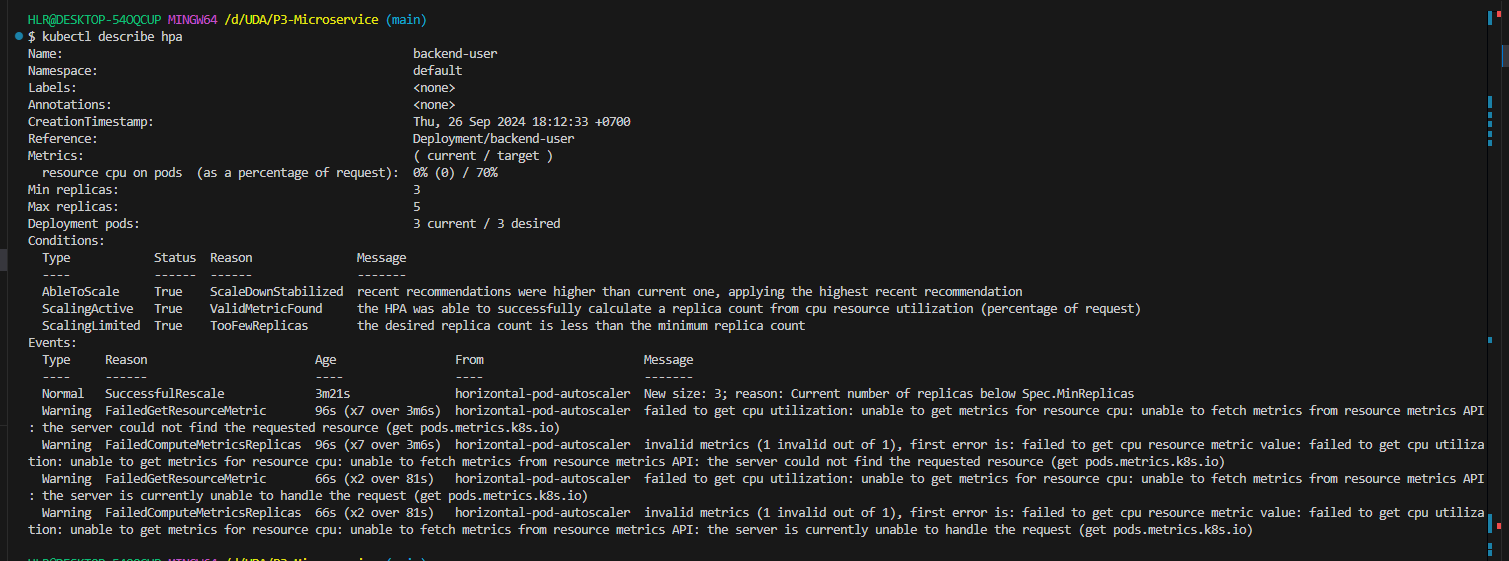 HLR@DESKTOP-54OQCUP MINGW64 /d/UDA/P3-Microservice (main)
$ kubectl describe hpa
Name:                                                  backend-user
Namespace:                                             default
Labels:                                                <none>
Annotations:                                           <none>
CreationTimestamp:                                     Thu, 26 Sep 2024 18:12:33 +0700
Reference:                                             Deployment/backend-user
Metrics:                                               ( current / target )
  resource cpu on pods  (as a percentage of request):  0% (0) / 70%
Min replicas:                                          3
Max replicas:                                          5
Deployment pods:                                       3 current / 3 desired
Conditions:
  Type            Status  Reason               Message
  ----            ------  ------               -------
  AbleToScale     True    ScaleDownStabilized  recent recommendations were higher than current one, applying the highest recent recommendation
  ScalingActive   True    ValidMetricFound     the HPA was able to successfully calculate a replica count from cpu resource utilization (percentage of request)
  ScalingLimited  True    TooFewReplicas       the desired replica count is less than the minimum replica count
Events:
  Type     Reason                        Age                 From                       Message
  ----     ------                        ----                ----                       -------
  Normal   SuccessfulRescale             3m21s               horizontal-pod-autoscaler  New size: 3; reason: Current number of replicas below Spec.MinReplicas
  Warning  FailedGetResourceMetric       96s (x7 over 3m6s)  horizontal-pod-autoscaler  failed to get cpu utilization: unable to get metrics for resource cpu: unable to fetch metrics from resource metrics API
: the server could not find the requested resource (get pods.metrics.k8s.io)
  Warning  FailedComputeMetricsReplicas  96s (x7 over 3m6s)  horizontal-pod-autoscaler  invalid metrics (1 invalid out of 1), first error is: failed to get cpu resource metric value: failed to get cpu utiliza
tion: unable to get metrics for resource cpu: unable to fetch metrics from resource metrics API: the server could not find the requested resource (get pods.metrics.k8s.io)
  Warning  FailedGetResourceMetric       66s (x2 over 81s)   horizontal-pod-autoscaler  failed to get cpu utilization: unable to get metrics for resource cpu: unable to fetch metrics from resource metrics API
: the server is currently unable to handle the request (get pods.metrics.k8s.io)
  Warning  FailedComputeMetricsReplicas  66s (x2 over 81s)   horizontal-pod-autoscaler  invalid metrics (1 invalid out of 1), first error is: failed to get cpu resource metric value: failed to get cpu utiliza
tion: unable to get metrics for resource cpu: unable to fetch metrics from resource metrics API: the server is currently unable to handle the request (get pods.metrics.k8s.io)